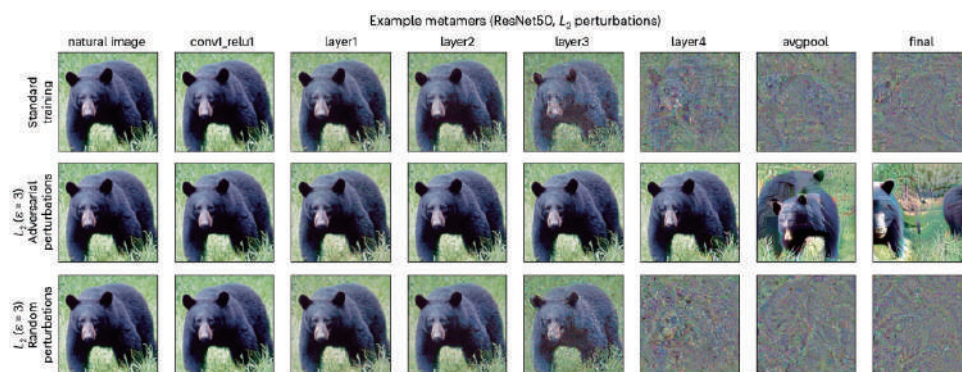 Example metamers (ResNet50, L₂ perturbations)
natural image conv1_relu1 layer1 layer2 layer3 layer4 avgpool final
Standard
training
L₂ (ε = 3)
Adversarial
perturbations
L₂ (ε = 3)
Random
perturbations